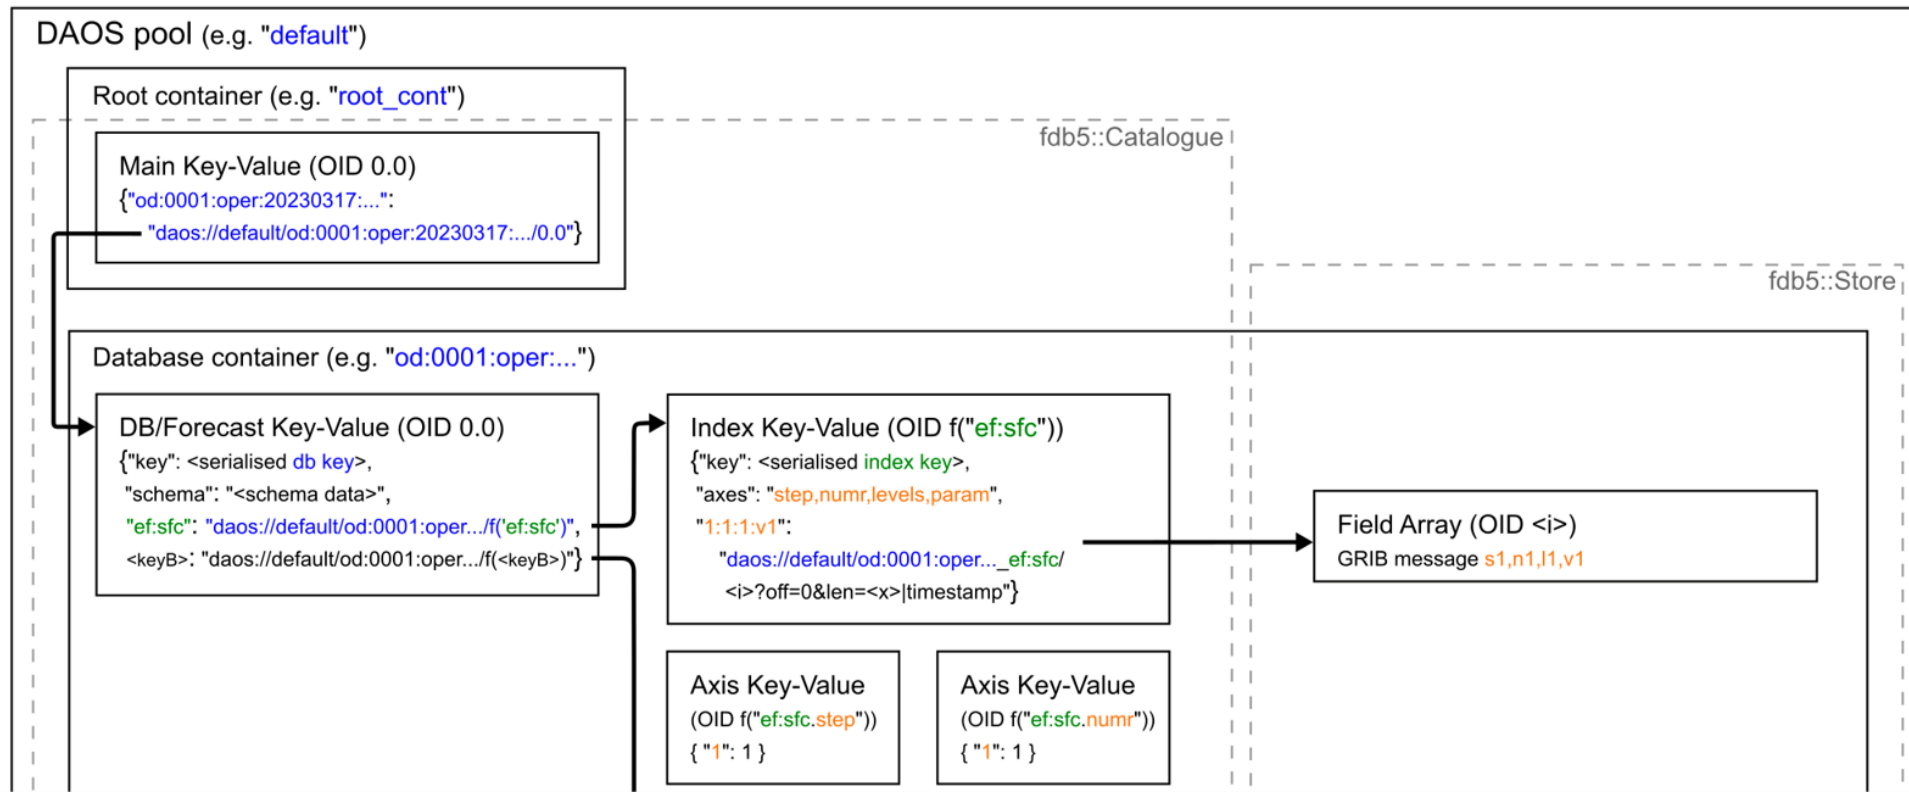 DAOS pool (e.g. "default")
Root container (e.g. "root_cont")
fdb5::Catalogue
Main Key-Value (OID 0.0)
{"od:0001:oper:20230317:...":
"daos://default/od:0001:oper:20230317:.../0.0"}
fdb5::Store
Database container (e.g. "od:0001:oper:...")
DB/Forecast Key-Value (OID 0.0)
{"key": <serialised db key>,
"schema": "<schema data>",
"ef:sfc": "daos://default/od:0001:oper.../f('ef:sfc')",
<keyB>: "daos://default/od:0001:oper.../f(<keyB>)"}
Index Key-Value (OID f("ef:sfc"))
{"key": <serialised index key>,
"axes": "step,numr,levels,param",
"1:1:1:v1":
"daos://default/od:0001:oper..._ef:sfc/
<i>?off=0&len=<x>|timestamp"}
Field Array (OID <i>)
GRIB message s1,n1,l1,v1
Axis Key-Value
(OID f("ef:sfc.step"))
{ "1": 1 }
Axis Key-Value
(OID f("ef:sfc.numr"))
{ "1": 1 }